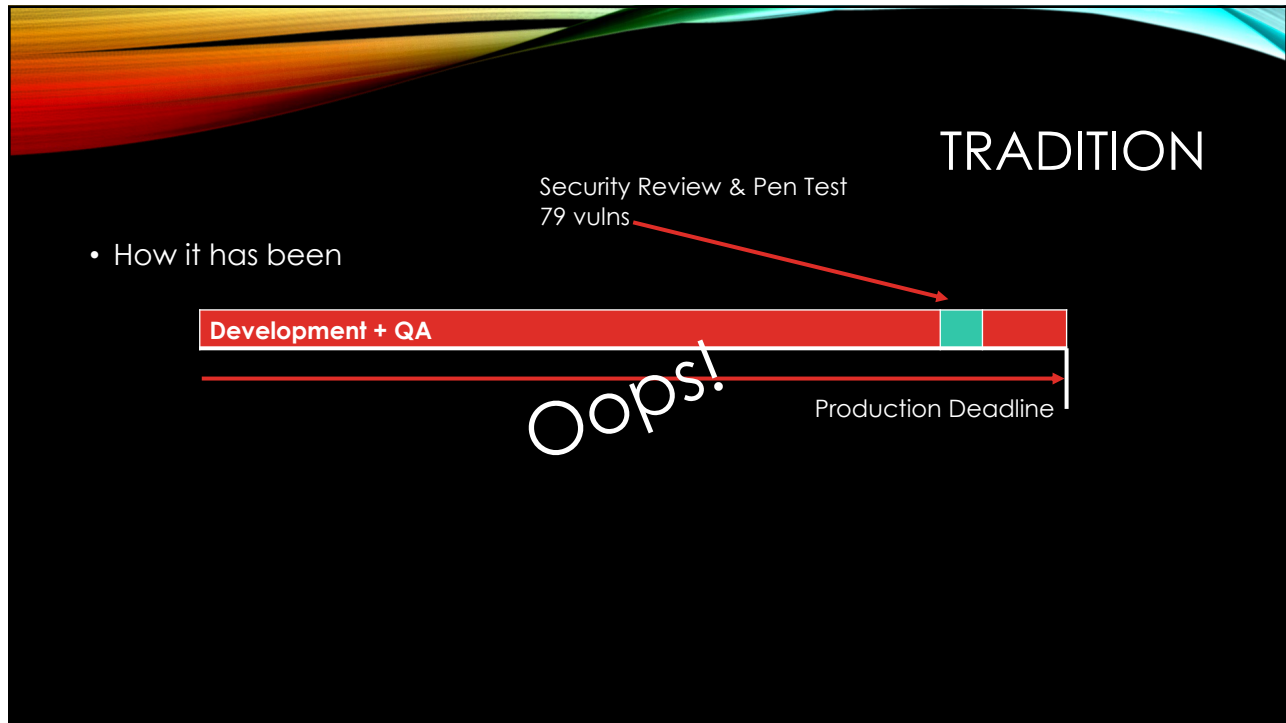 TRADITION
Security Review & Pen Test
79 vulns
• How it has been
Development + QA
Oops!
Production Deadline